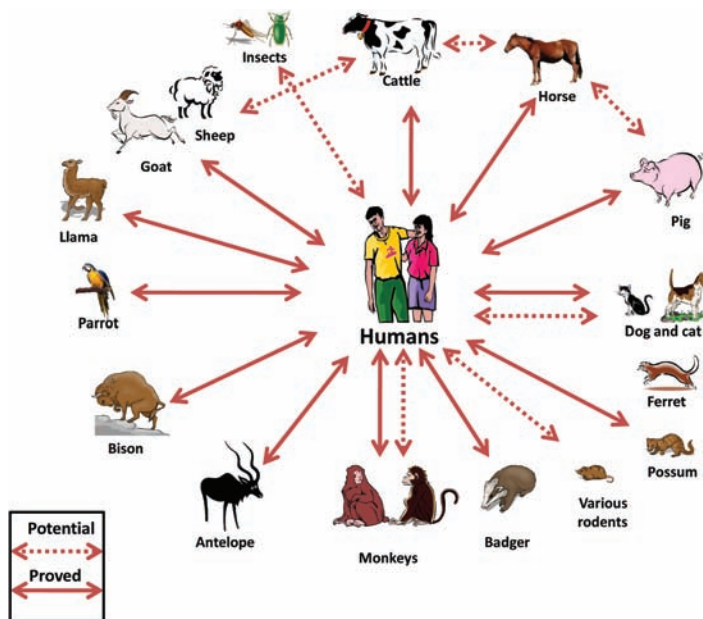 Insects
Cattle
Horse
Sheep
Goat
Pig
Llama
Parrot
Humans
Dog and cat
Ferret
Bison
Possum
Various
rodents
Antelope
Monkeys
Badger
Potential
Proved